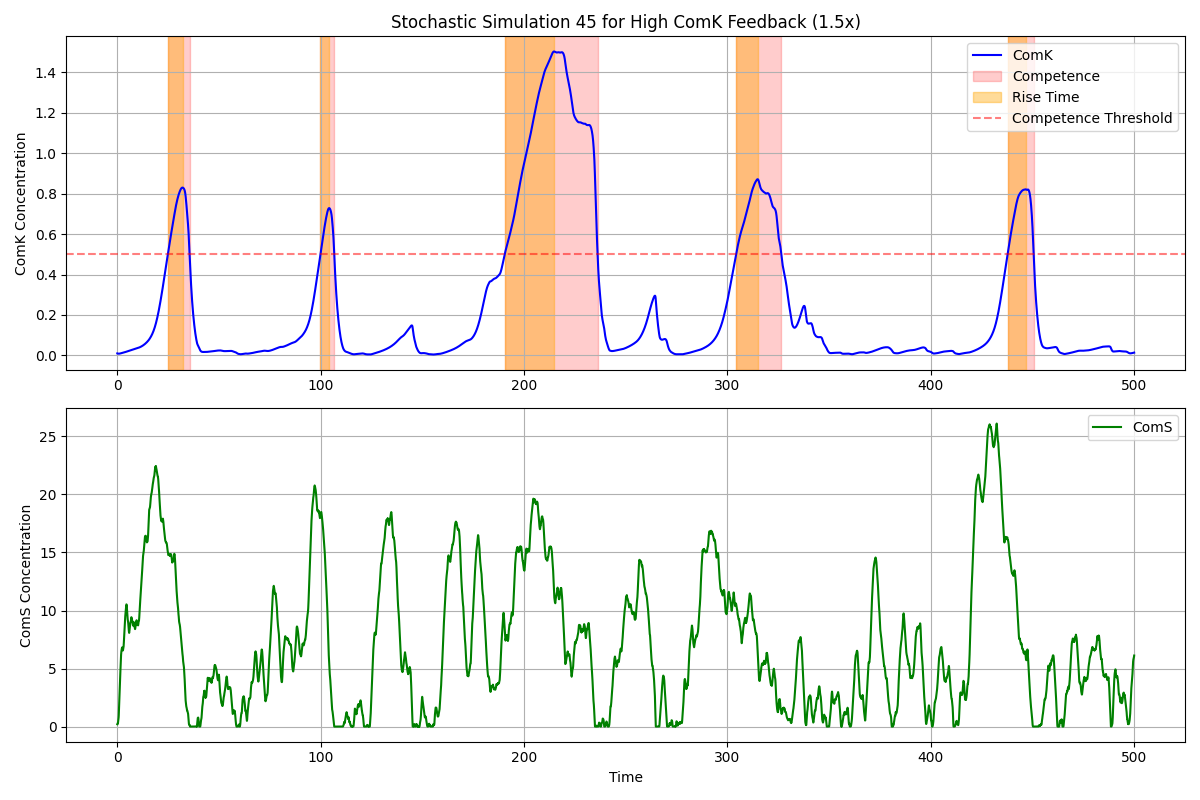 Stochastic Simulation 45 for High ComK Feedback (1.5x)
ComK Concentration
1.4
1.2
1.0
0.8
0.6
0.4
0.2
0.0
ComK
Competence
Rise Time
Competence Threshold
0 100 200 300 400 500
ComS Concentration
25
20
15
10
5
0
ComS
0 100 200 300 400 500
Time